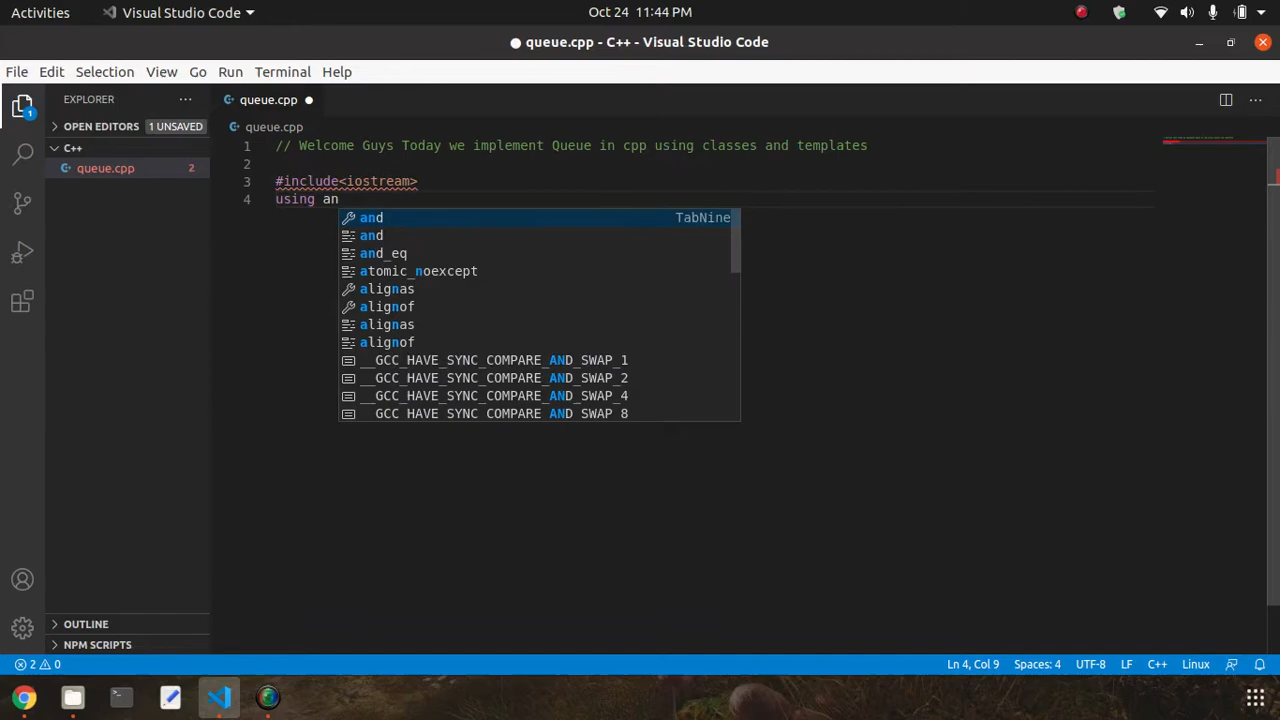 Activities Visual Studio Code Oct 24 11:44 PM
queue.cpp - C++ - Visual Studio Code
File Edit Selection View Go Run Terminal Help
EXPLORER ··· queue.cpp
1 OPEN EDITORS 1 UNSAVED queue.cpp
C++
queue.cpp 2
1 // Welcome Guys Today we implement Queue in cpp using classes and templates
2
3 #include<iostream>
4 using an
and TabNine
and
and_eq
atomic_noexcept
alignas
alignof
alignas
alignof
__GCC_HAVE_SYNC_COMPARE_AND_SWAP_1
__GCC_HAVE_SYNC_COMPARE_AND_SWAP_2
__GCC_HAVE_SYNC_COMPARE_AND_SWAP_4
__GCC_HAVE_SYNC_COMPARE_AND_SWAP_8
OUTLINE
NPM SCRIPTS
2 0 Ln 4, Col 9 Spaces: 4 UTF-8 LF C++ Linux